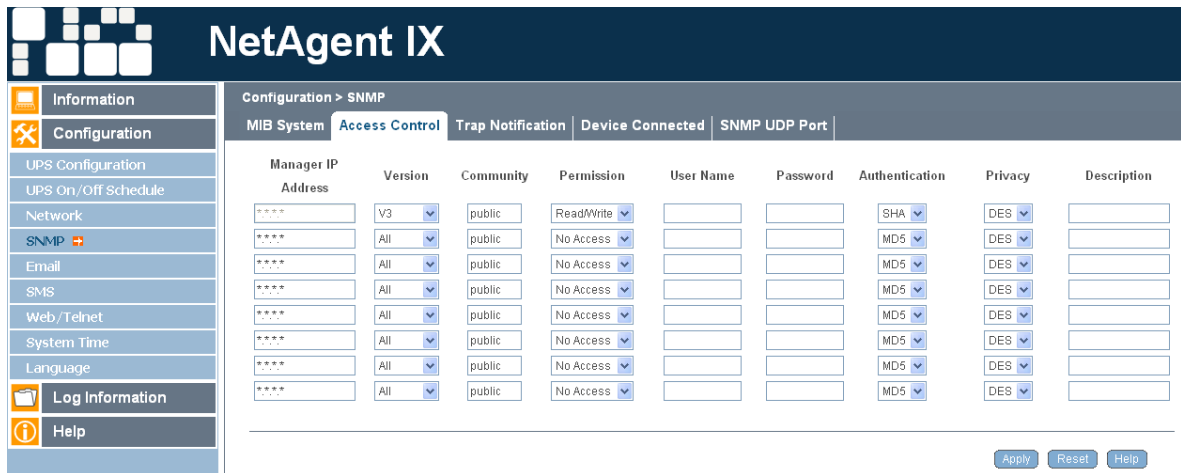 NetAgent IX
Information
Configuration
UPS Configuration
UPS On/Off Schedule
Network
SNMP
Email
SMS
Web/Telnet
System Time
Language
Log Information
Help
Configuration > SNMP
MIB System Access Control Trap Notification Device Connected SNMP UDP Port
Manager IP Address Version Community Permission User Name Password Authentication Privacy Description
*.*.*.* V3 public Read/Write SHA DES
*.*.*.* All public No Access MD5 DES
*.*.*.* All public No Access MD5 DES
*.*.*.* All public No Access MD5 DES
*.*.*.* All public No Access MD5 DES
*.*.*.* All public No Access MD5 DES
*.*.*.* All public No Access MD5 DES
*.*.*.* All public No Access MD5 DES
Apply Reset Help